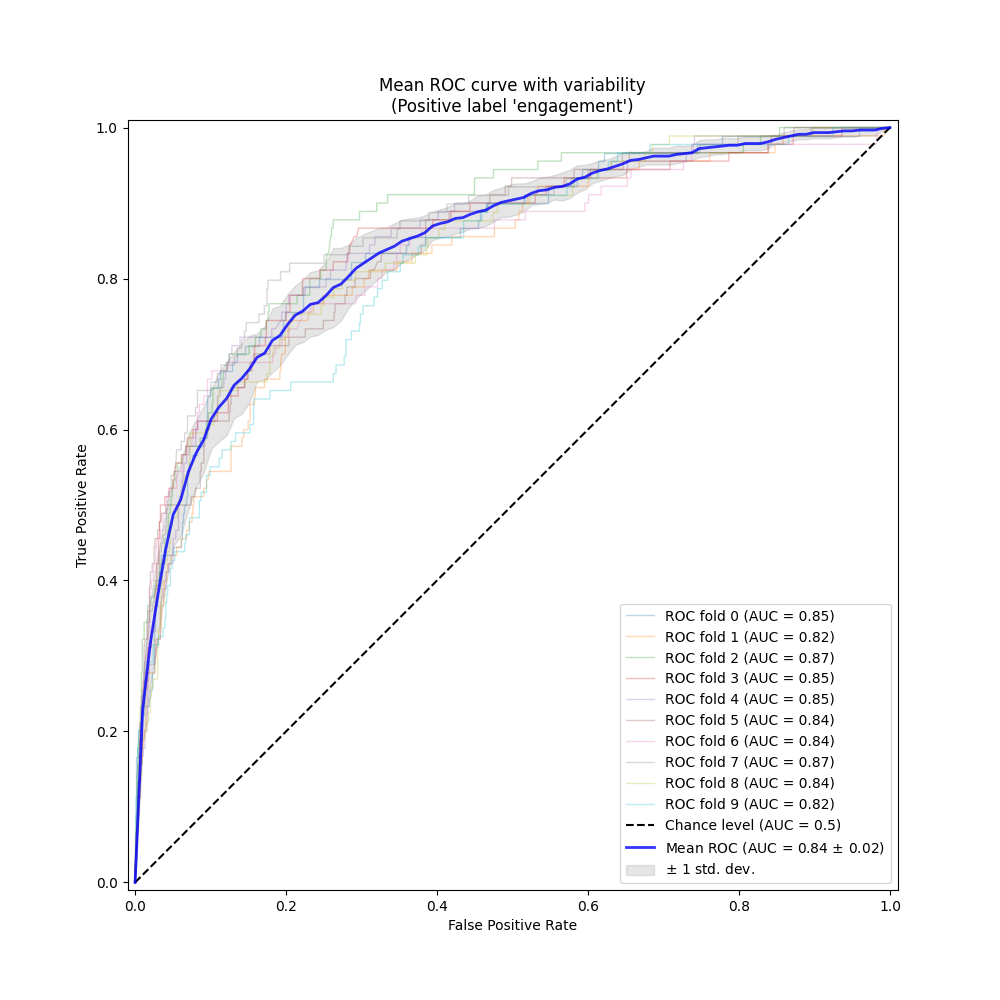 Mean ROC curve with variability
(Positive label 'engagement')
True Positive Rate
1.0
0.8
0.6
0.4
0.2
0.0
ROC fold 0 (AUC = 0.85)
ROC fold 1 (AUC = 0.82)
ROC fold 2 (AUC = 0.87)
ROC fold 3 (AUC = 0.85)
ROC fold 4 (AUC = 0.85)
ROC fold 5 (AUC = 0.84)
ROC fold 6 (AUC = 0.84)
ROC fold 7 (AUC = 0.87)
ROC fold 8 (AUC = 0.84)
ROC fold 9 (AUC = 0.82)
Chance level (AUC = 0.5)
Mean ROC (AUC = 0.84 ± 0.02)
± 1 std. dev.
0.0 0.2 0.4 0.6 0.8 1.0
False Positive Rate